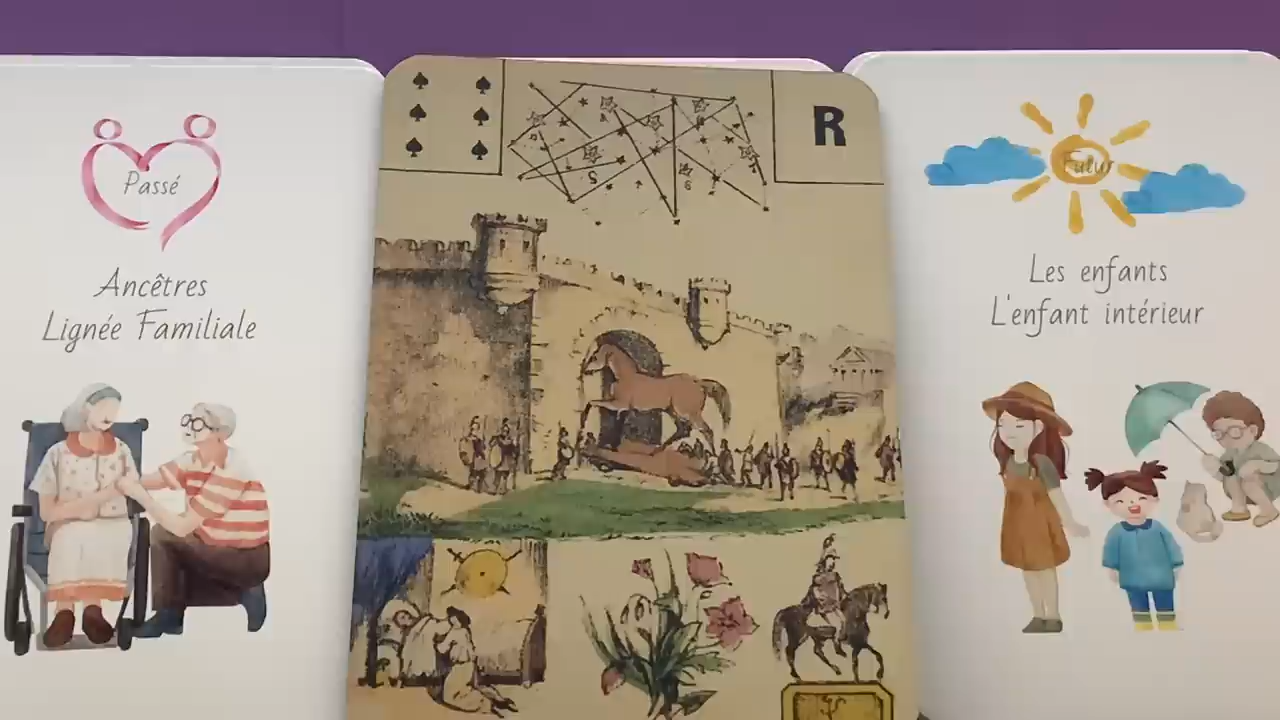 Passé
Ancêtres
Lignée Familiale
R
Futur
Les enfants
L'enfant intérieur